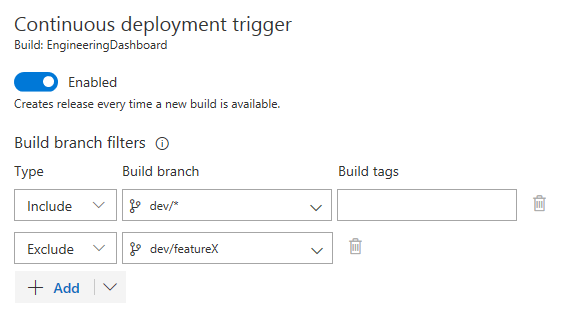 Continuous deployment trigger
Build: EngineeringDashboard
Enabled
Creates release every time a new build is available.
Build branch filters
Type Build branch Build tags
Include dev/*
Exclude dev/featureX
Add